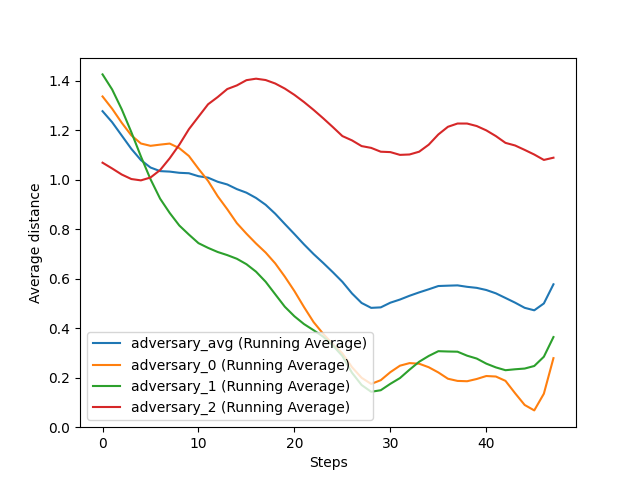 1.4
1.2
1.0
0.8
0.6
0.4
0.2
0.0
Average distance
adversary_avg (Running Average)
adversary_0 (Running Average)
adversary_1 (Running Average)
adversary_2 (Running Average)
0 10 20 30 40
Steps